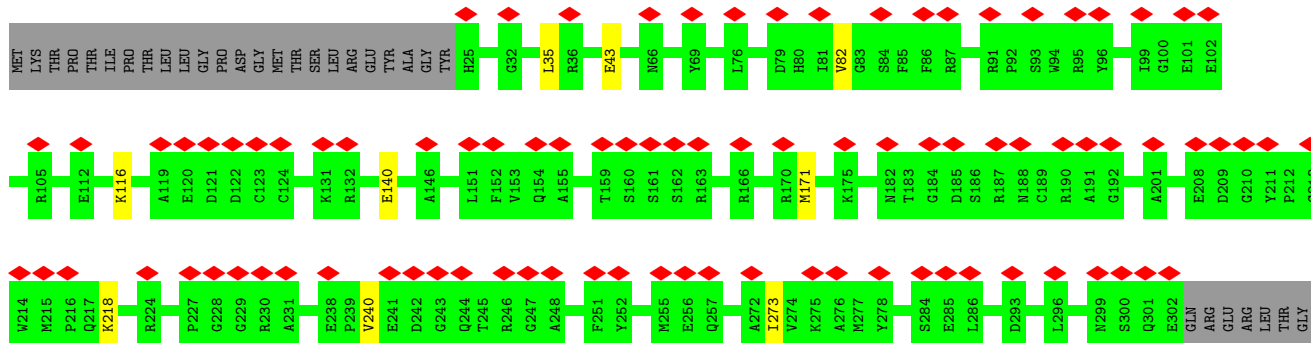 MET LYS THR PRO THR ILE PRO THR LEU LEU GLY PRO ASP GLY MET THR SER LEU ARG GLU TYR ALA GLY TYR H25 G32 L35 R36 E43 N66 Y69 L76 D79 H80 I81 V82 G83 S84 F85 F86 R87 R91 P92 S93 W94 R95 Y96 I99 G100 E101 E102
R105 E112 K116 A119 E120 D121 D122 C123 C124 K131 R132 E140 A146 L151 F152 V153 Q154 A155 T159 S160 S161 S162 R163 R166 R170 M171 K175 N182 T183 G184 D185 S186 R187 N188 C189 R190 A191 G192 A201 E208 D209 G210 Y211 P212
W214 M215 P216 Q217 K218 R224 P227 G228 G229 R230 A231 E238 P239 V240 E241 D242 G243 Q244 T245 R246 G247 A248 F251 Y252 M255 E256 Q257 A272 I273 V274 K275 A276 M277 Y278 S284 E285 L286 D293 L296 N299 S300 Q301 E302 GLN ARG GLU ARG LEU THR GLY